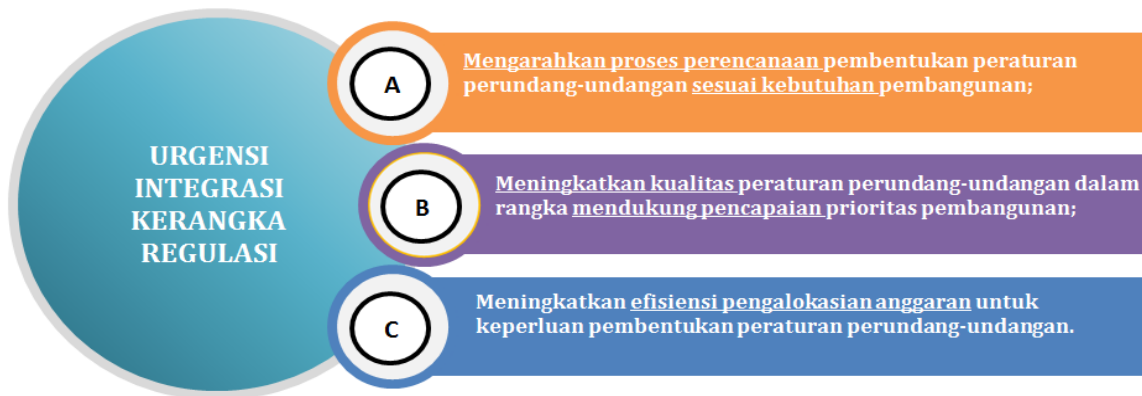 URGENSI
INTEGRASI
KERANGKA
REGULASI
A
Mengarahkan proses perencanaan pembentukan peraturan
perundang-undangan sesuai kebutuhan pembangunan;
B
Meningkatkan kualitas peraturan perundang-undangan dalam
rangka mendukung pencapaian prioritas pembangunan;
C
Meningkatkan efisiensi pengalokasian anggaran untuk
keperluan pembentukan peraturan perundang-undangan.